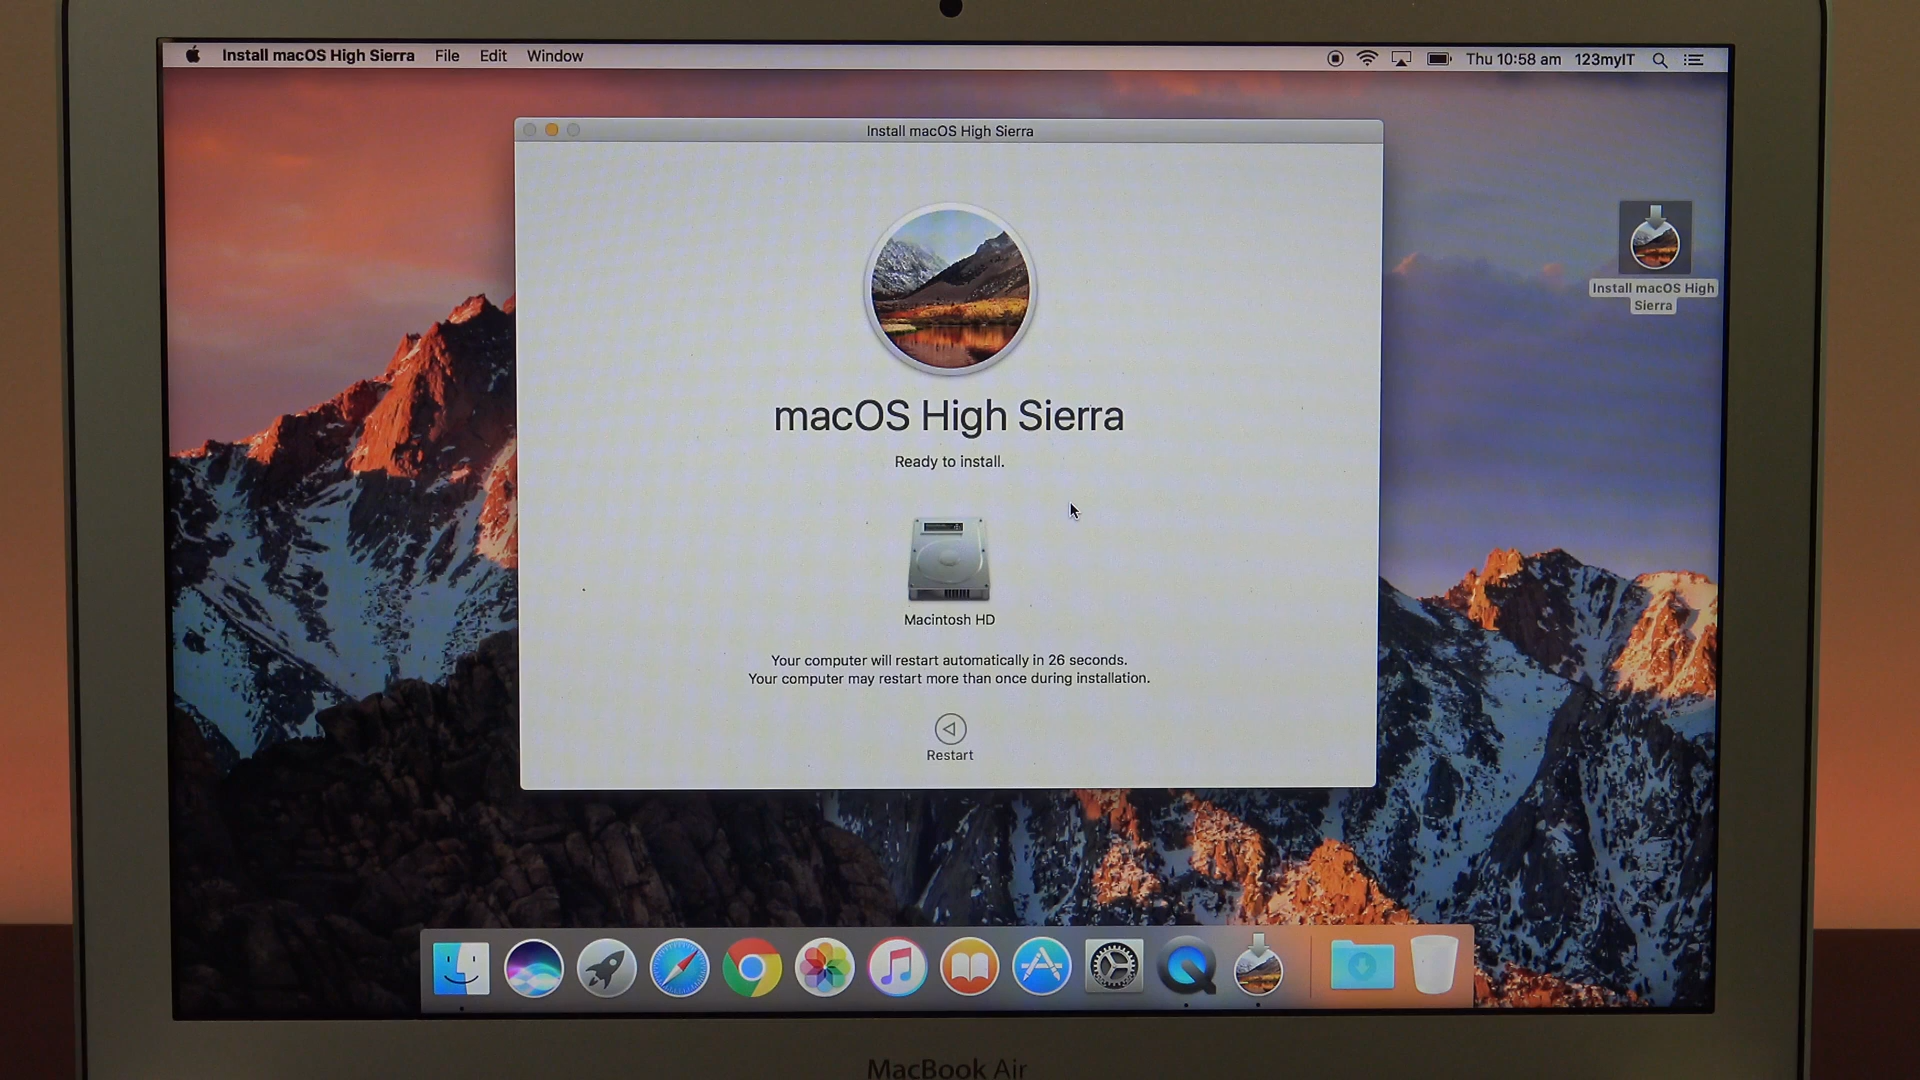 Install macOS High Sierra File Edit Window Thu 10:58 am 123myIT
Install macOS High Sierra
macOS High Sierra
Ready to install.
Macintosh HD
Your computer will restart automatically in 26 seconds.
Your computer may restart more than once during installation.
Restart
Install macOS High
Sierra
MacBook Air